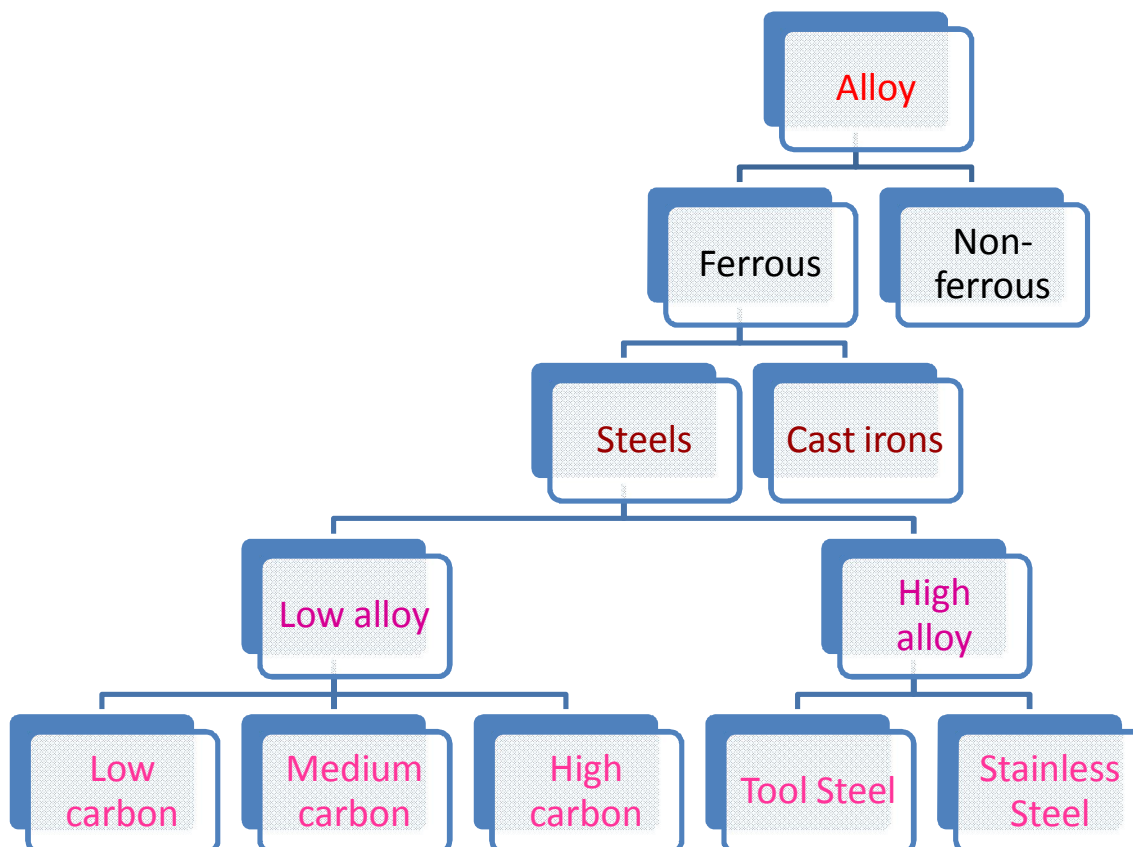 Alloy
Ferrous
Non-
ferrous
Steels
Cast irons
Low alloy
High
alloy
Low
carbon
Medium
carbon
High
carbon
Tool Steel
Stainless
Steel